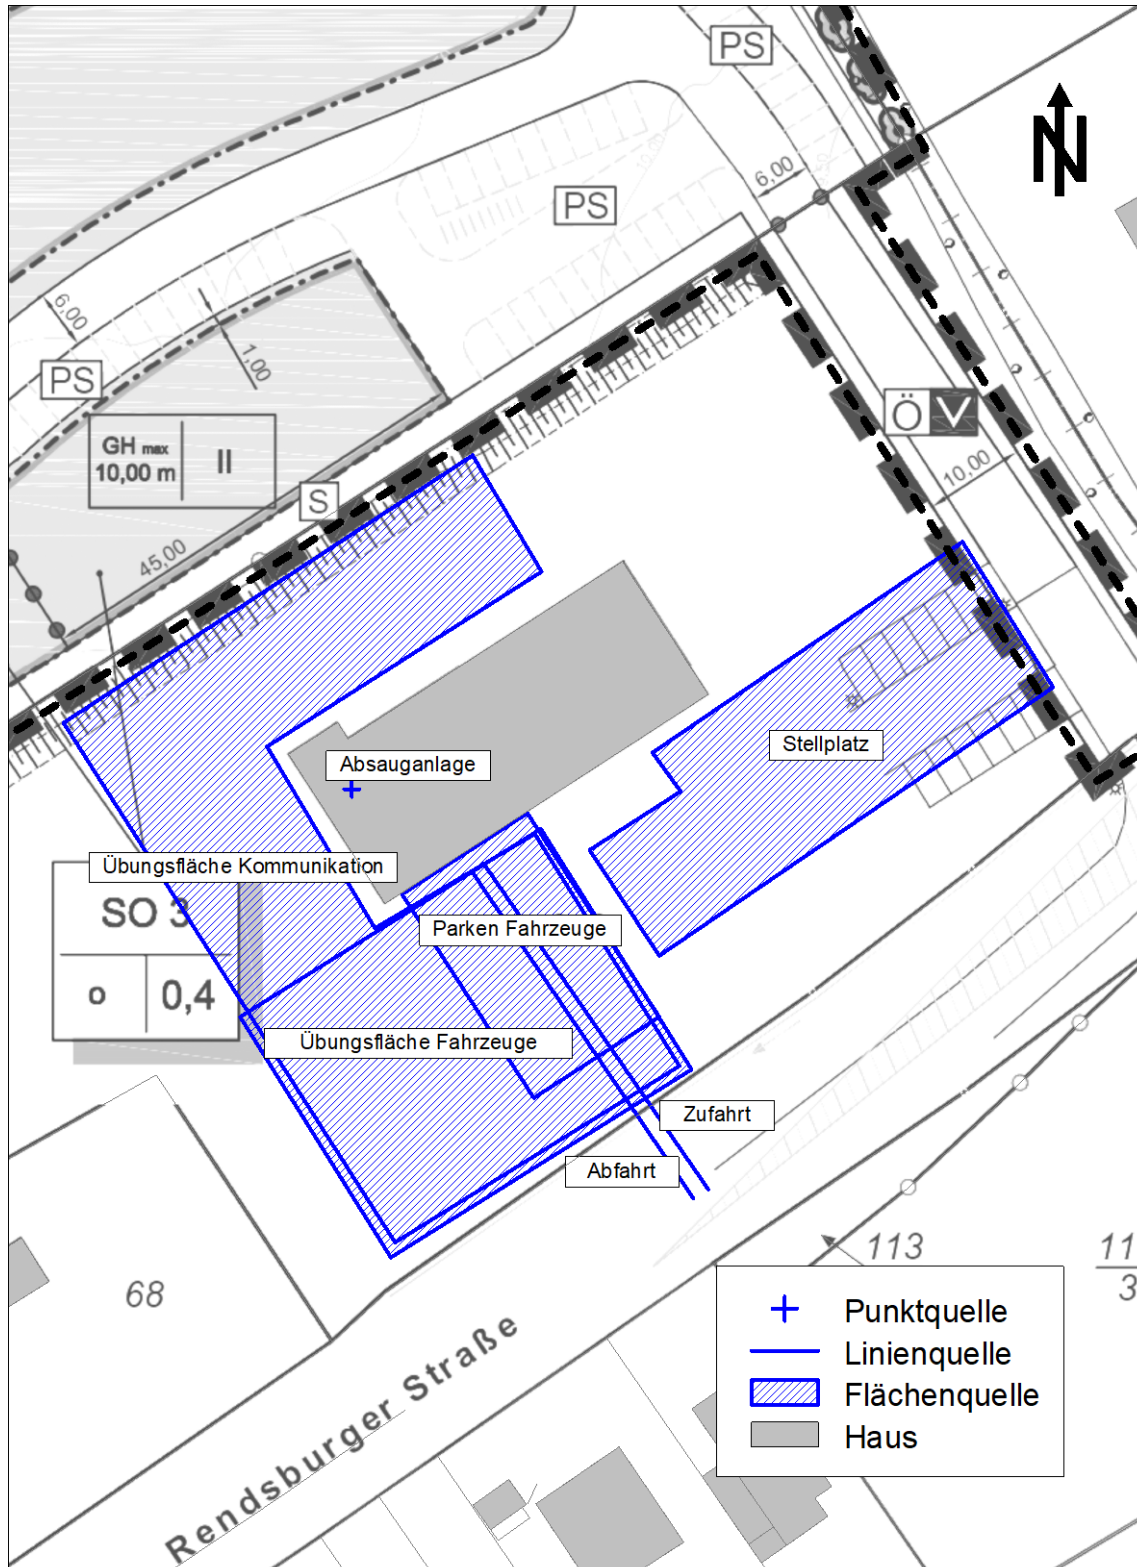 PS
6,00
PS
6,00
1,00
PS
GH max
10,00 m
II
Ö
V
10,00
S
45,00
Stellplatz
Absauganlage
Übungsfläche Kommunikation
SO 3
Parken Fahrzeuge
o
0,4
Übungsfläche Fahrzeuge
Zufahrt
Abfahrt
113
11
3
68
Rendsburger Straße
Punktquelle
Linienquelle
Flächenquelle
Haus
N